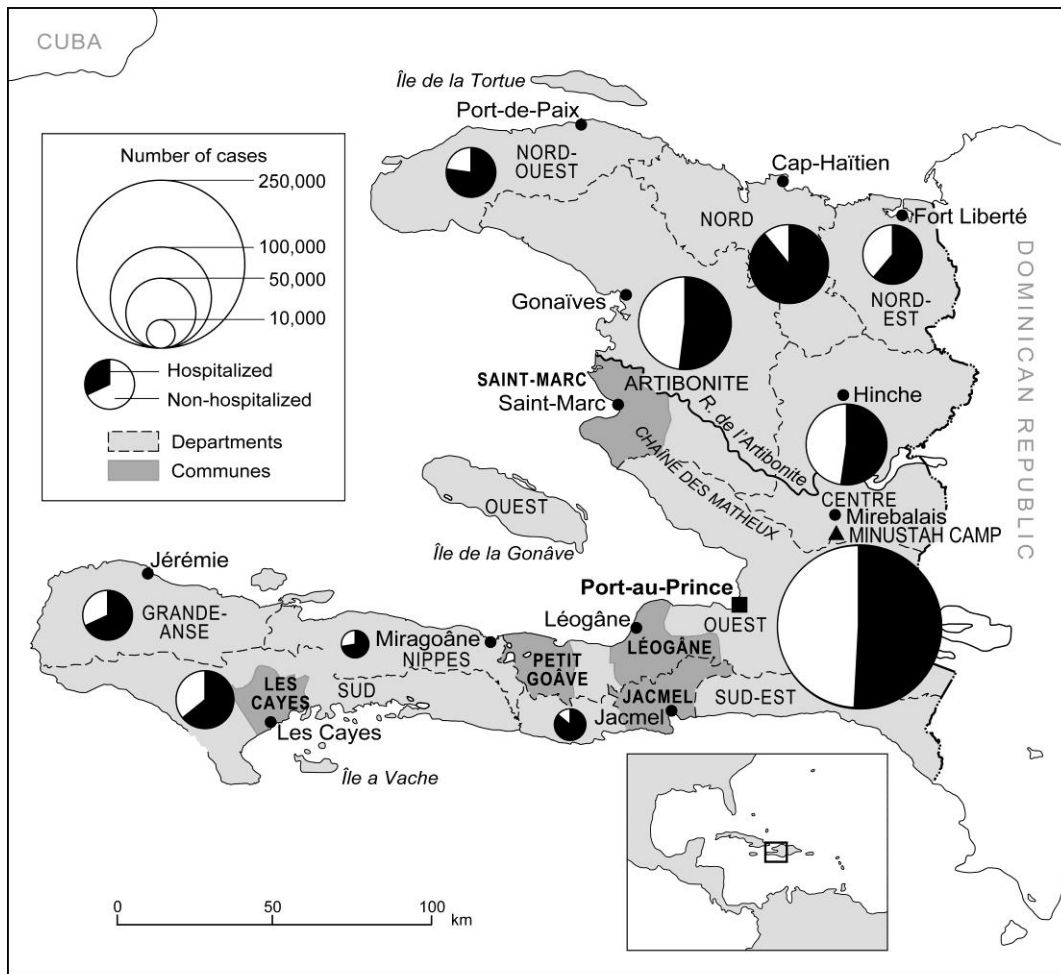 CUBA
Île de la Tortue
Port-de-Paix
NORD-
OUEST
Cap-Haïtien
NORD
Fort Liberté
NORD-
EST
DOMINICAN REPUBLIC
Number of cases
250,000
100,000
50,000
10,000
Hospitalized
Non-hospitalized
Departments
Communes
Gonaïves
ARTIBONITE
SAINT-MARC
Saint-Marc
R. de l'Artibonite
CHAÎNE DES MATHEUX
Hinche
CENTRE
Mirebalais
MINUSTAH CAMP
OUEST
Île de la Gonâve
Port-au-Prince
OUEST
Jérémie
GRANDE-
ANSE
Miragoâne
NIPPES
Léogâne
LÉOGÂNE
PETIT
GOÂVE
LES
CAYES
SUD
JACMEL
Jacmel
SUD-EST
Les Cayes
Île a Vache
0
50
100
km